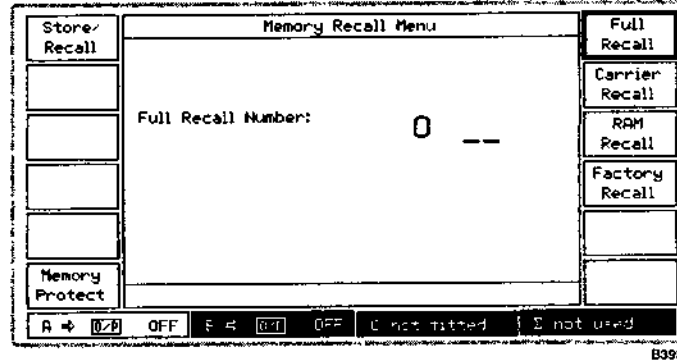 Store/
Recall
Memory Recall Menu
Full
Recall
Carrier
Recall
Full Recall Number: 0 __
RAM
Recall
Factory
Recall
Memory
Protect
A ⇒ O/P OFF
B ⇒ O/P OFF
C not fitted
Σ not used
B39